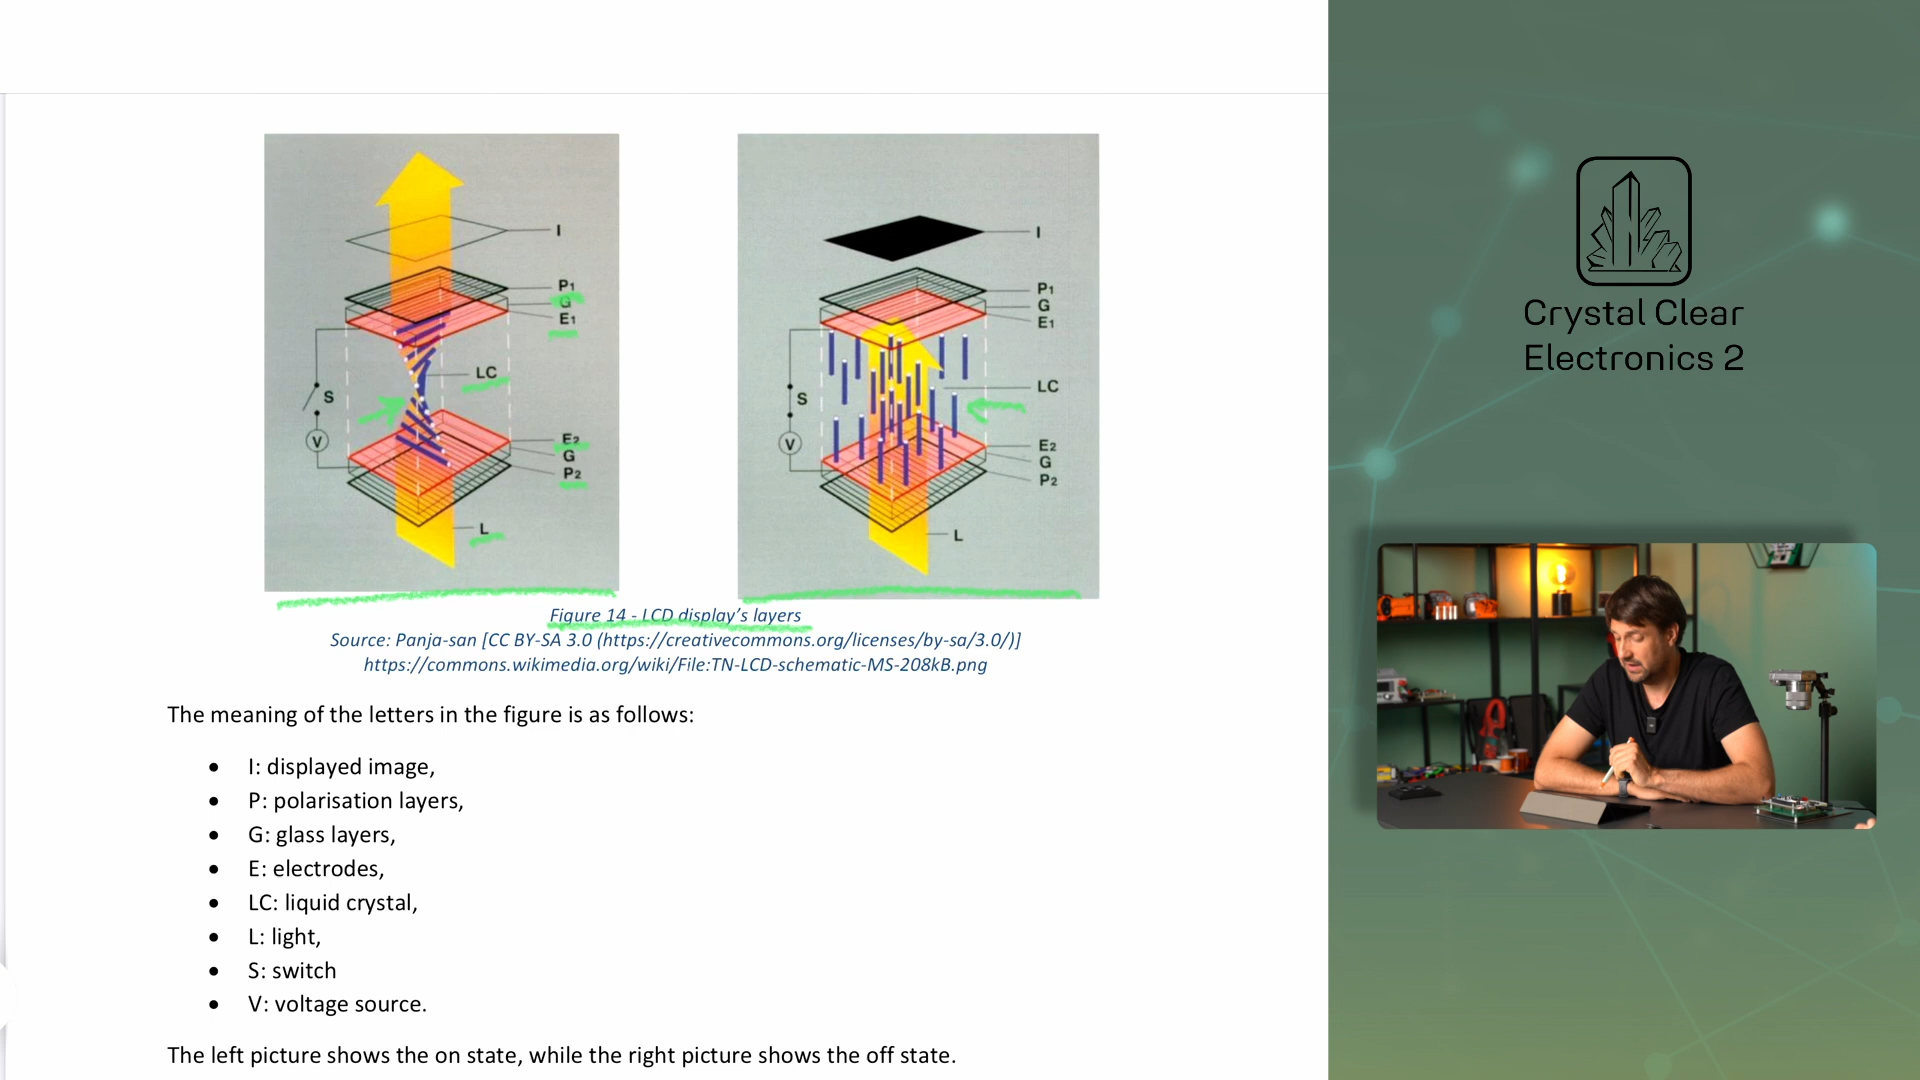 I
P1
G
E1
LC
S
V
E2
G
P2
L
I
P1
G
E1
LC
S
V
E2
G
P2
L
Figure 14 - LCD display's layers
Source: Panja-san [CC BY-SA 3.0 (https://creativecommons.org/licenses/by-sa/3.0/)]
https://commons.wikimedia.org/wiki/File:TN-LCD-schematic-MS-208kB.png
The meaning of the letters in the figure is as follows:
• I: displayed image,
• P: polarisation layers,
• G: glass layers,
• E: electrodes,
• LC: liquid crystal,
• L: light,
• S: switch
• V: voltage source.
The left picture shows the on state, while the right picture shows the off state.
Crystal Clear
Electronics 2